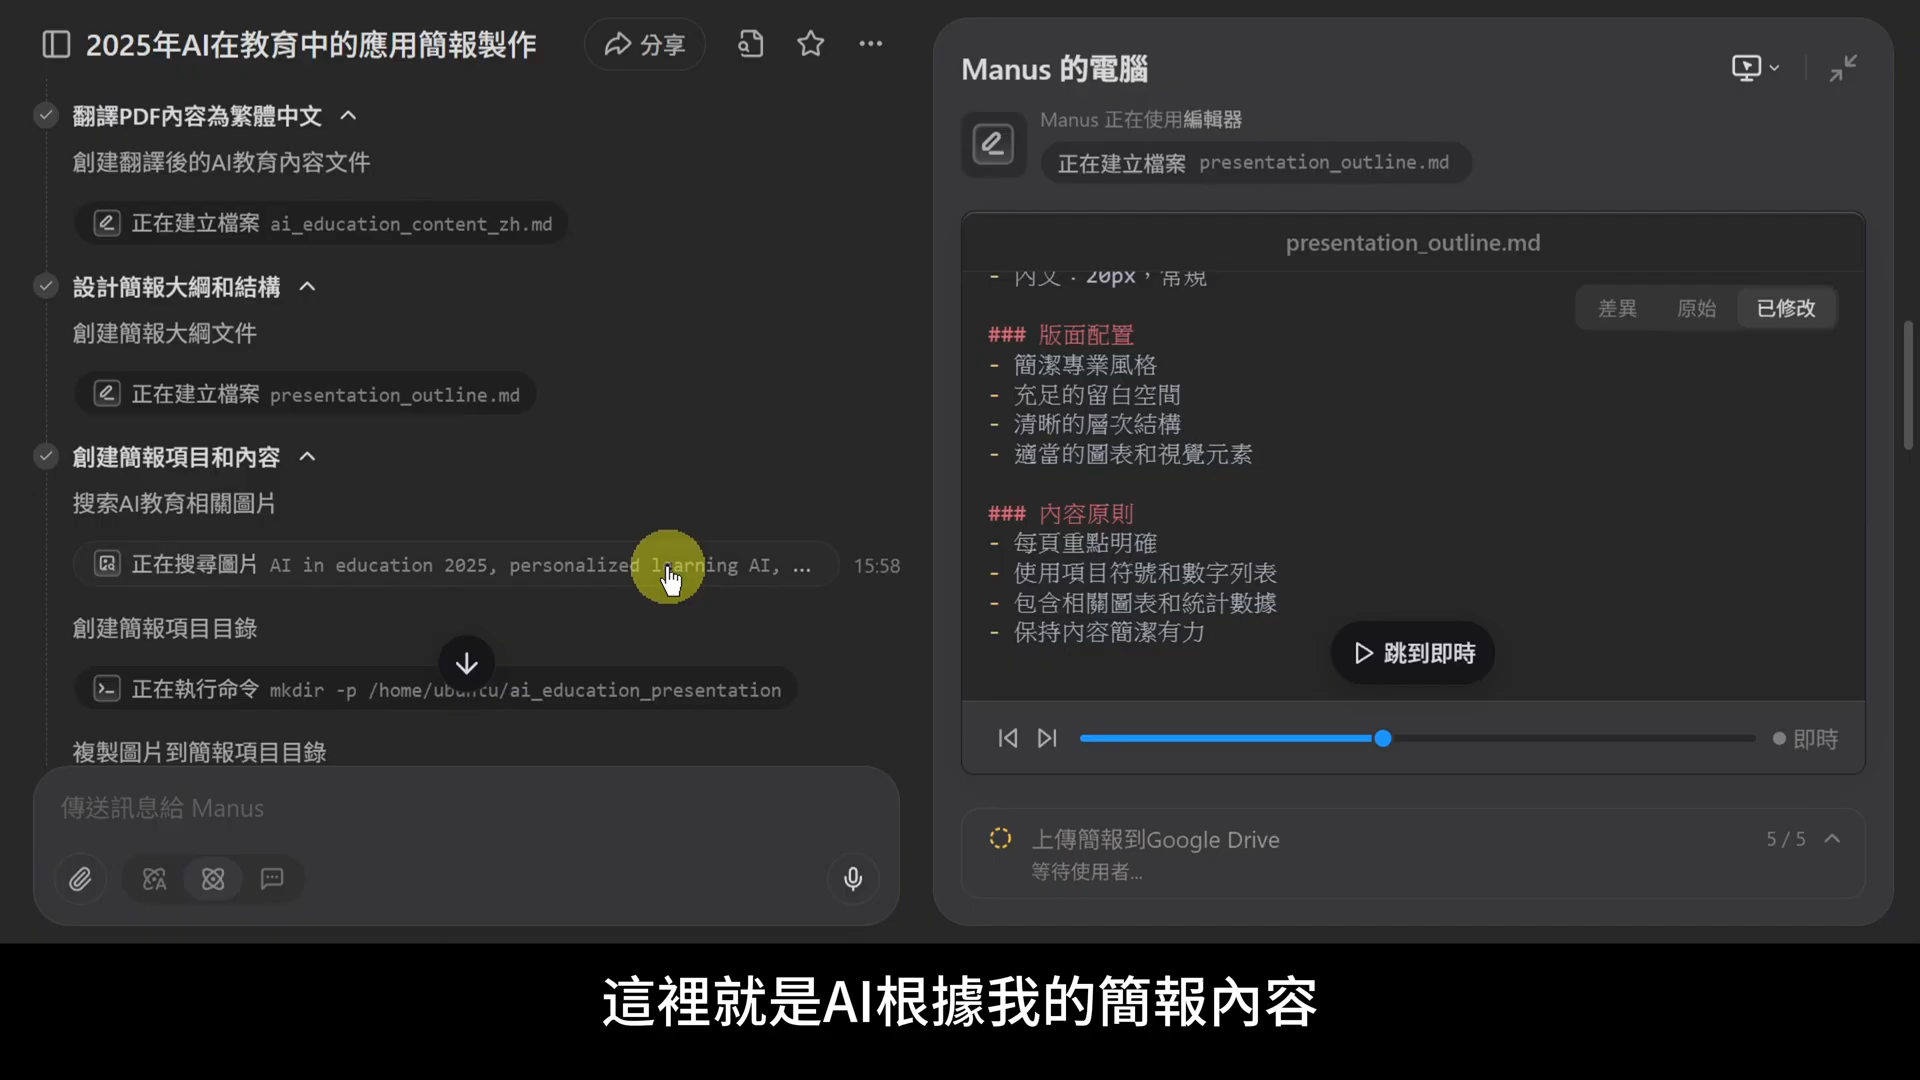 2025年AI在教育中的應用簡報製作
分享
翻譯PDF內容為繁體中文
創建翻譯後的AI教育內容文件
正在建立檔案 ai_education_content_zh.md
設計簡報大綱和結構
創建簡報大綱文件
正在建立檔案 presentation_outline.md
創建簡報項目和內容
搜索AI教育相關圖片
正在搜尋圖片 AI in education 2025, personalized learning AI, ...
15:58
創建簡報項目目錄
正在執行命令 mkdir -p /home/ubuntu/ai_education_presentation
複製圖片到簡報項目目錄
傳送訊息給 Manus
Manus 的電腦
Manus 正在使用編輯器
正在建立檔案 presentation_outline.md
presentation_outline.md
- 內文：20px，常規
差異 原始 已修改
### 版面配置
- 簡潔專業風格
- 充足的留白空間
- 清晰的層次結構
- 適當的圖表和視覺元素
### 內容原則
- 每頁重點明確
- 使用項目符號和數字列表
- 包含相關圖表和統計數據
- 保持內容簡潔有力
跳到即時
即時
上傳簡報到Google Drive
5 / 5
等待使用者...
這裡就是AI根據我的簡報內容